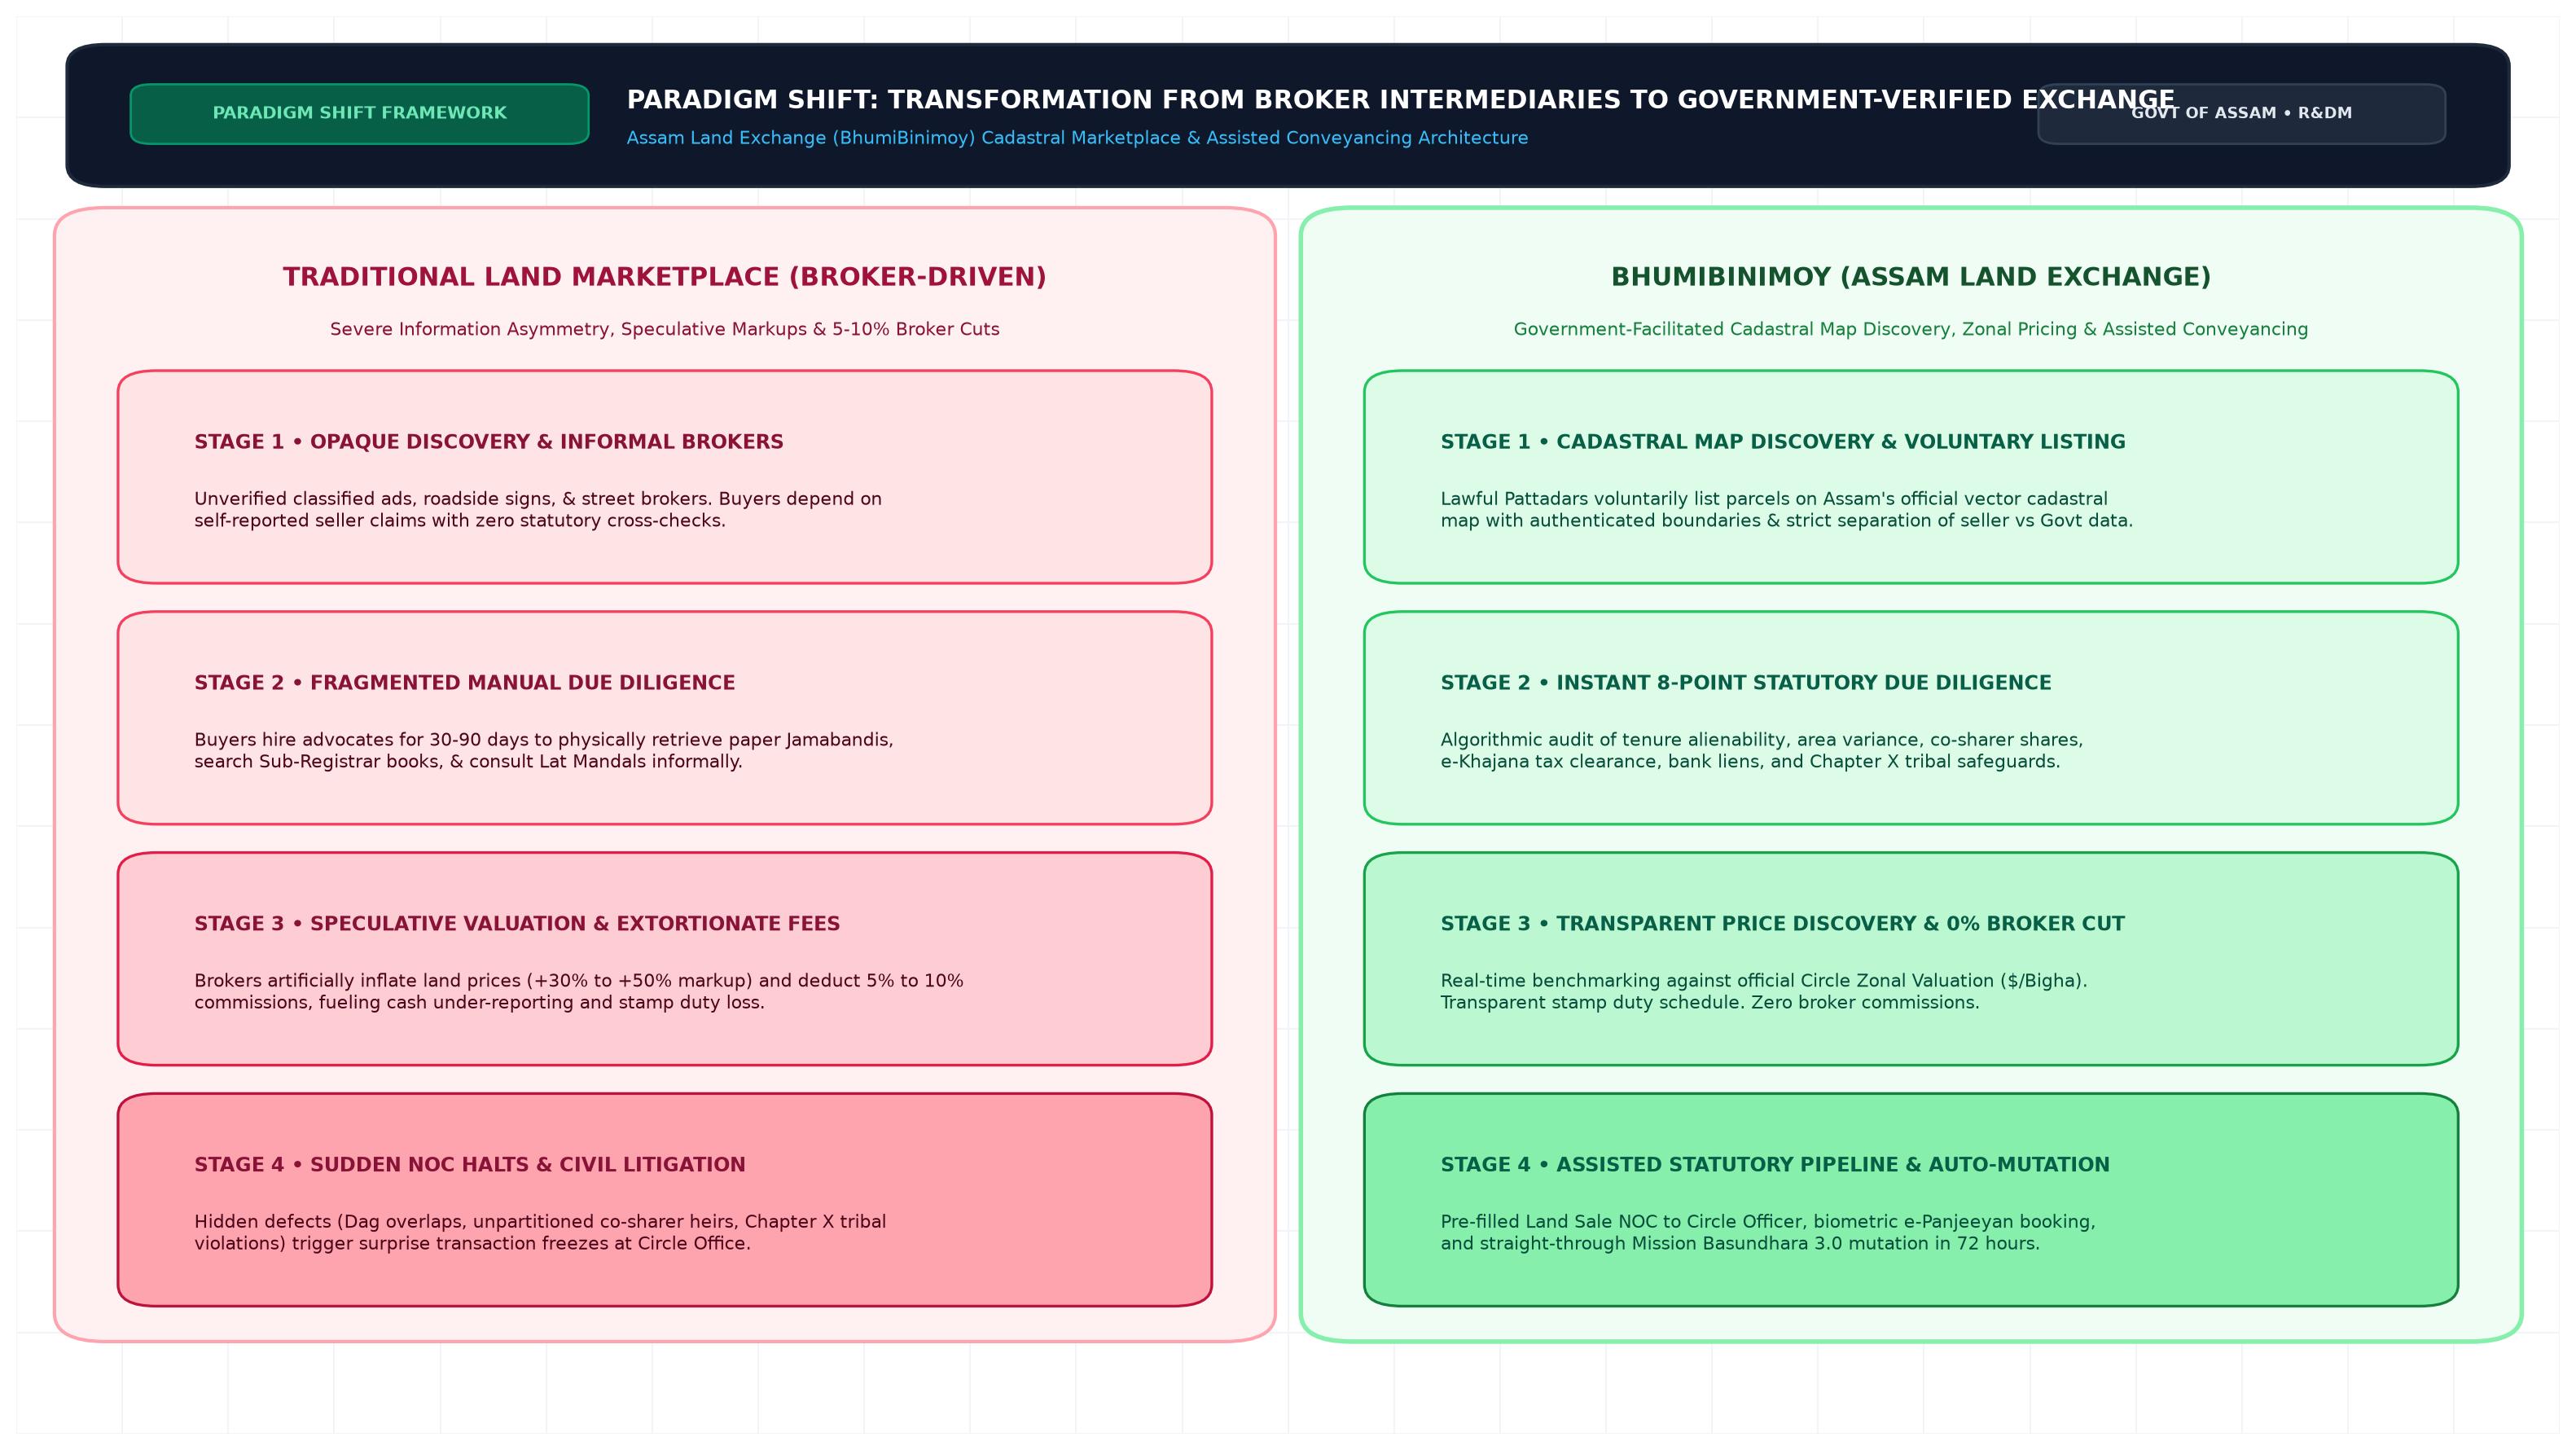 PARADIGM SHIFT FRAMEWORK
PARADIGM SHIFT: TRANSFORMATION FROM BROKER INTERMEDIARIES TO GOVERNMENT-VERIFIED EXCHANGE
Assam Land Exchange (BhumiBinimoy) Cadastral Marketplace & Assisted Conveyancing Architecture
GOVT OF ASSAM • R&DM
TRADITIONAL LAND MARKETPLACE (BROKER-DRIVEN)
Severe Information Asymmetry, Speculative Markups & 5-10% Broker Cuts
STAGE 1 • OPAQUE DISCOVERY & INFORMAL BROKERS
Unverified classified ads, roadside signs, & street brokers. Buyers depend on
self-reported seller claims with zero statutory cross-checks.
STAGE 2 • FRAGMENTED MANUAL DUE DILIGENCE
Buyers hire advocates for 30-90 days to physically retrieve paper Jamabandis,
search Sub-Registrar books, & consult Lat Mandals informally.
STAGE 3 • SPECULATIVE VALUATION & EXTORTIONATE FEES
Brokers artificially inflate land prices (+30% to +50% markup) and deduct 5% to 10%
commissions, fueling cash under-reporting and stamp duty loss.
STAGE 4 • SUDDEN NOC HALTS & CIVIL LITIGATION
Hidden defects (Dag overlaps, unpartitioned co-sharer heirs, Chapter X tribal
violations) trigger surprise transaction freezes at Circle Office.
BHUMIBINIMOY (ASSAM LAND EXCHANGE)
Government-Facilitated Cadastral Map Discovery, Zonal Pricing & Assisted Conveyancing
STAGE 1 • CADASTRAL MAP DISCOVERY & VOLUNTARY LISTING
Lawful Pattadars voluntarily list parcels on Assam's official vector cadastral
map with authenticated boundaries & strict separation of seller vs Govt data.
STAGE 2 • INSTANT 8-POINT STATUTORY DUE DILIGENCE
Algorithmic audit of tenure alienability, area variance, co-sharer shares,
e-Khajana tax clearance, bank liens, and Chapter X tribal safeguards.
STAGE 3 • TRANSPARENT PRICE DISCOVERY & 0% BROKER CUT
Real-time benchmarking against official Circle Zonal Valuation ($/Bigha).
Transparent stamp duty schedule. Zero broker commissions.
STAGE 4 • ASSISTED STATUTORY PIPELINE & AUTO-MUTATION
Pre-filled Land Sale NOC to Circle Officer, biometric e-Panjeeyan booking,
and straight-through Mission Basundhara 3.0 mutation in 72 hours.